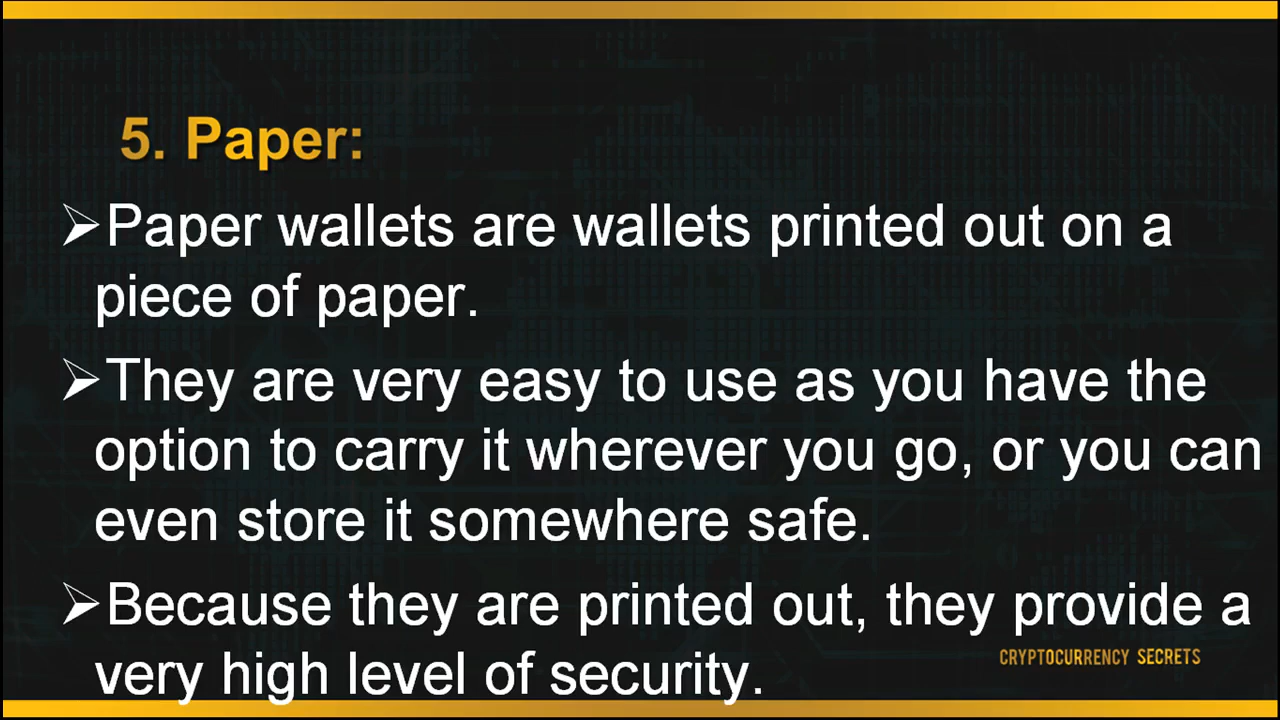 5. Paper:
➢Paper wallets are wallets printed out on a
piece of paper.
➢They are very easy to use as you have the
option to carry it wherever you go, or you can
even store it somewhere safe.
➢Because they are printed out, they provide a
very high level of security.
CRYPTOCURRENCY SECRETS